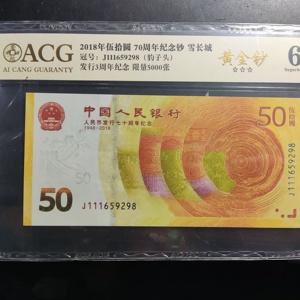 ACG
AI CANG GUARANTY
2018年伍拾圆 70周年纪念钞 雪长城
冠号：J111659298（豹子头）
发行3周年纪念 限量5000张
黄金钞
☆☆☆
6
中国人民银行
人民币发行七十周年纪念
1948-2018
50
伍拾圆
50
J111659298
J111659298